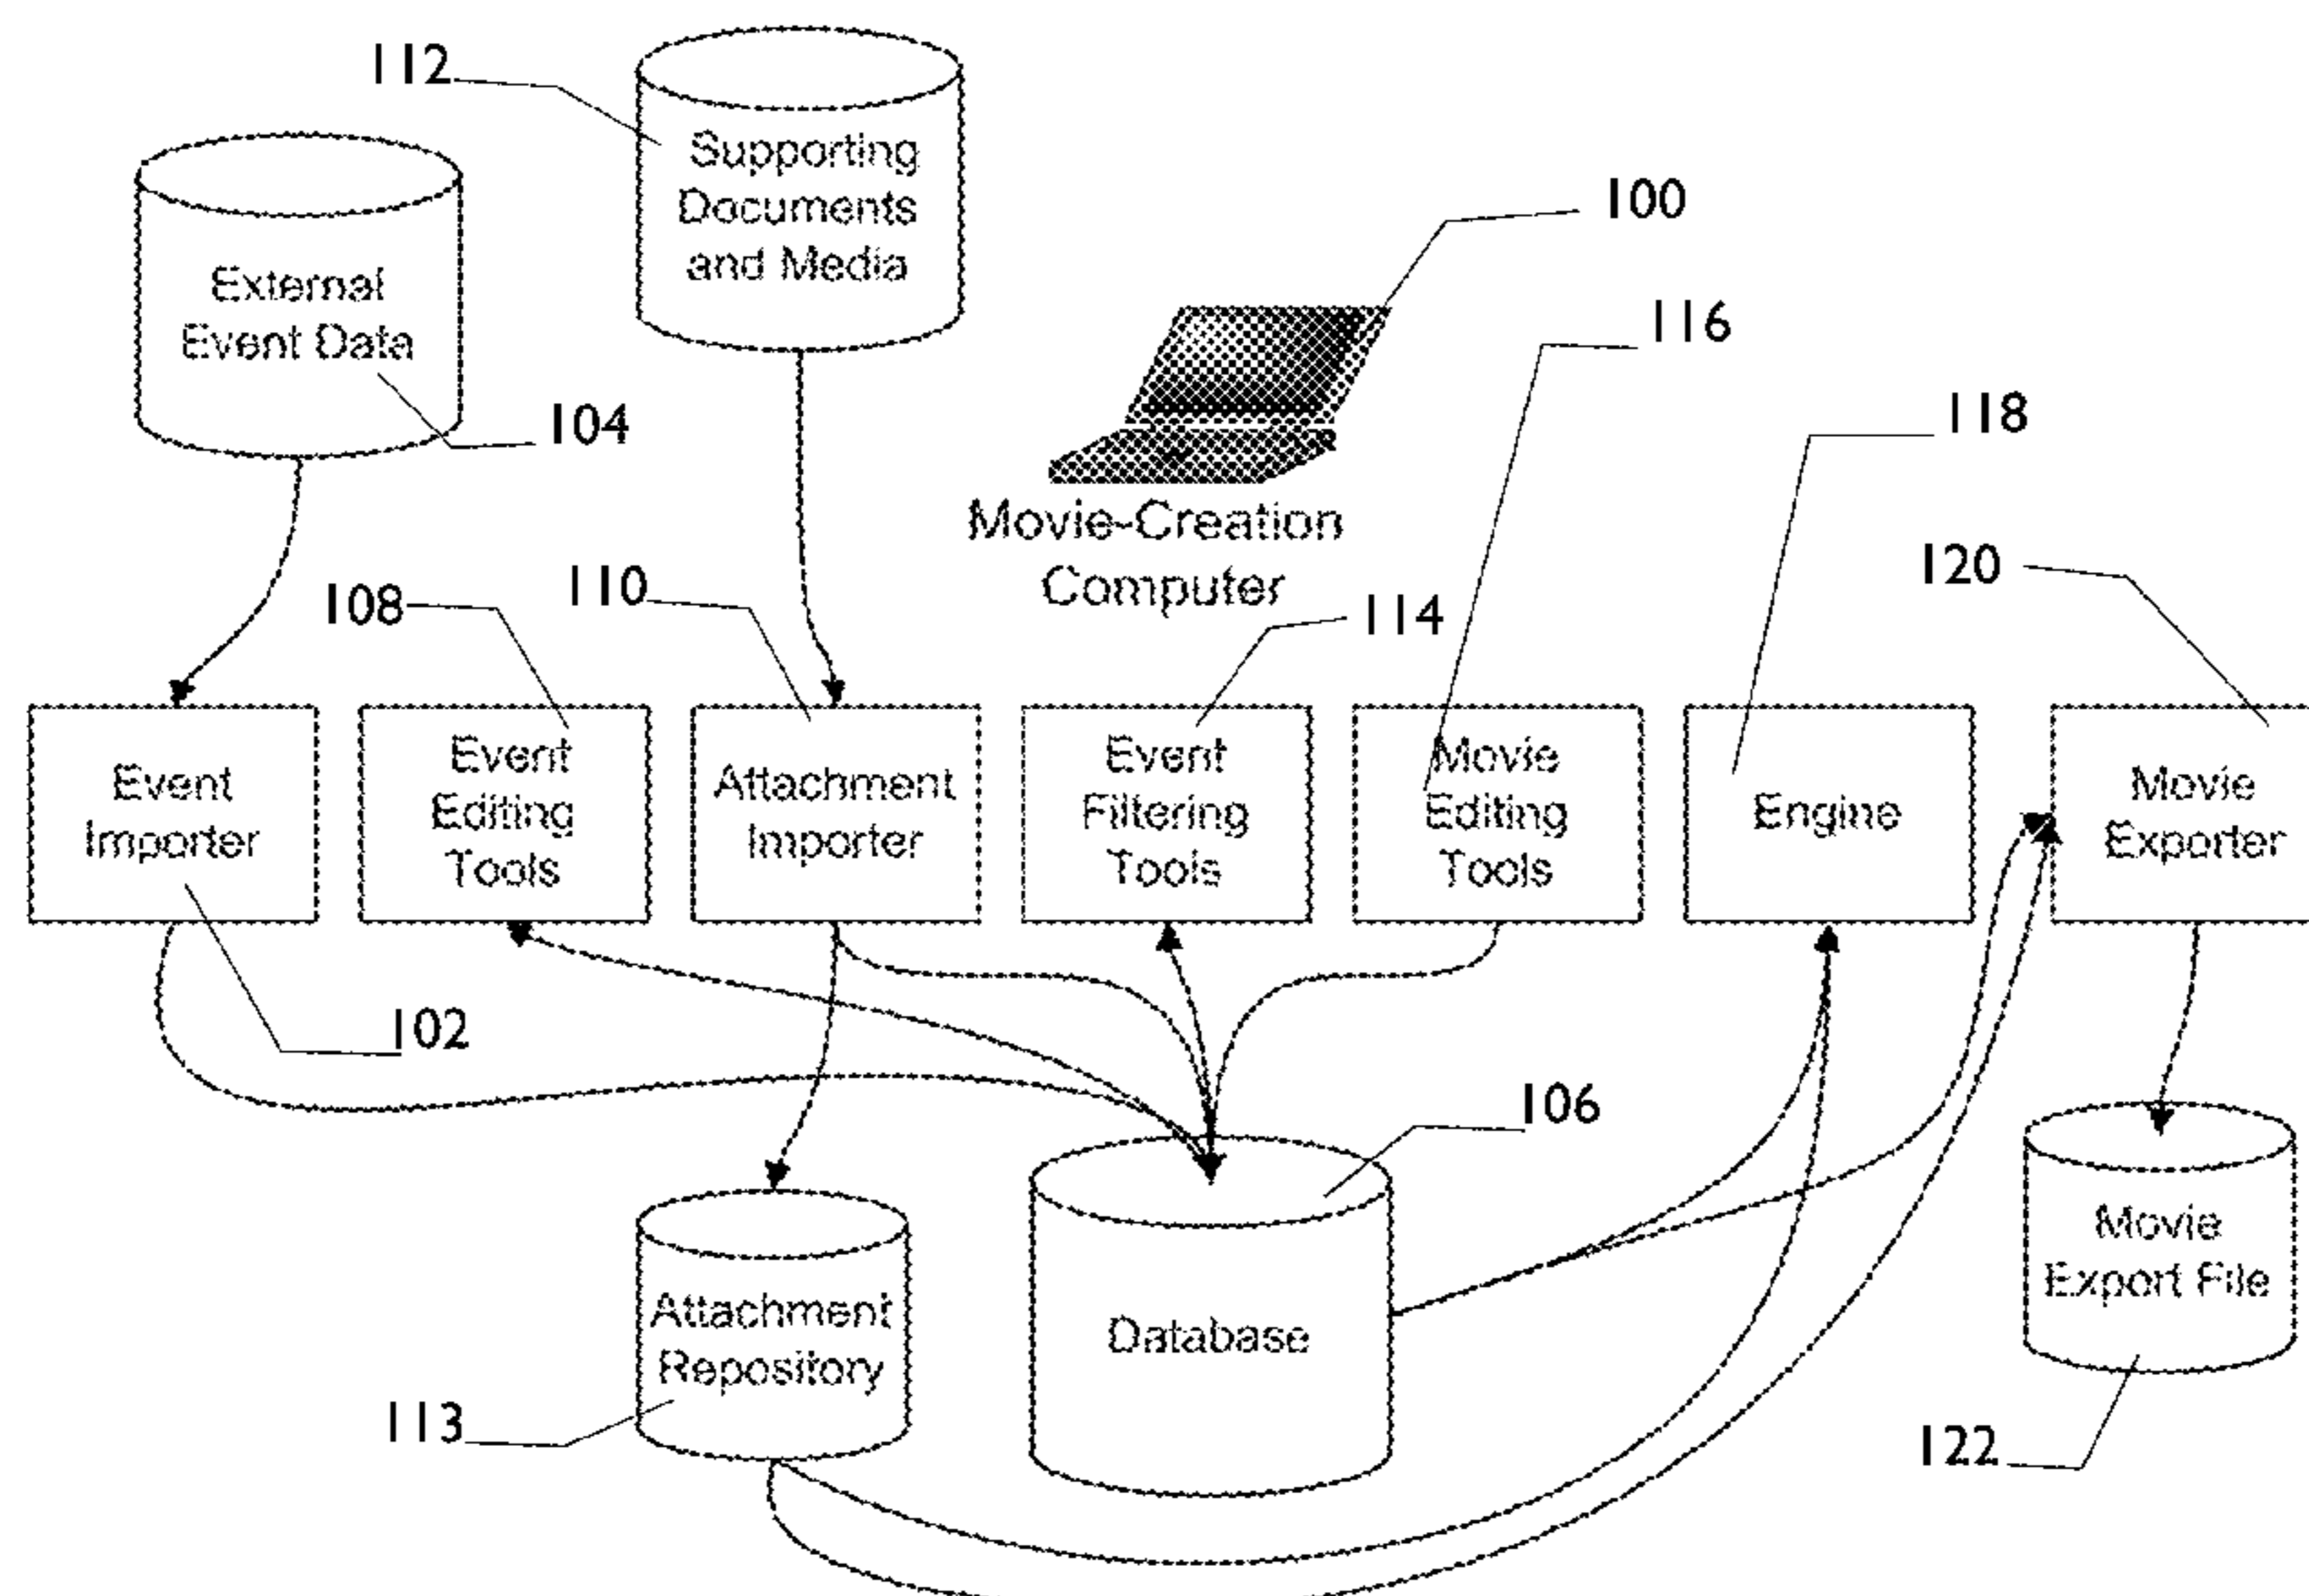 112
Supporting
Documents
and Media
External
Event Data
104
100
Movie-Creation
Computer
116
118
120
108
110
114
Event
Importer
102
Event
Editing
Tools
Attachment
Importer
Event
Filtering
Tools
Movie
Editing
Tools
Engine
Movie
Exporter
106
Attachment
Repository
113
Database
Movie
Export File
122